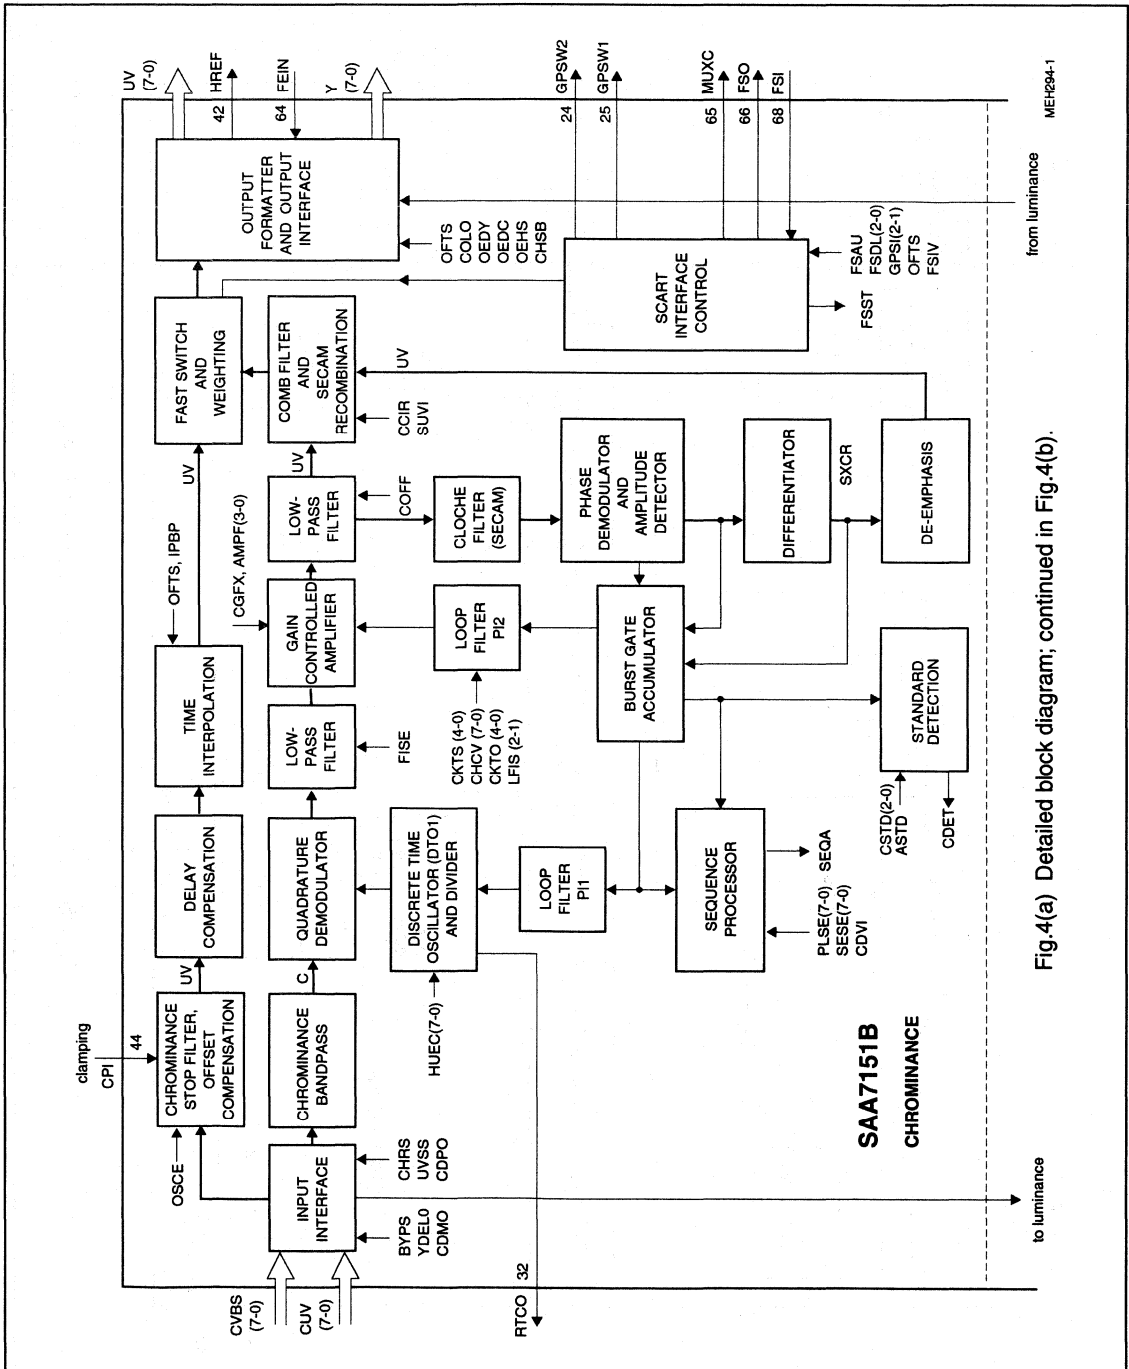 UV
(7-0)
HREF
42
FEIN
64
Y
(7-0)
GPSW2
24
GPSW1
25
MUXC
65
FSO
66
FSI
68
MEH294-1
OUTPUT
FORMATTER
AND OUTPUT
INTERFACE
OFTS
COLO
OEDY
OEDC
OEHS
CHSB
from luminance
SCART
INTERFACE
CONTROL
FSAU
FSDL(2-0)
GPSI(2-1)
OFTS
FSIV
FSST
FAST SWITCH
AND
WEIGHTING
COMB FILTER
AND
SECAM
RECOMBINATION
UV
CCIR
SUVI
UV
UV
LOW-
PASS
FILTER
COFF
CLOCHE
FILTER
(SECAM)
PHASE
DEMODULATOR
AND
AMPLITUDE
DETECTOR
DIFFERENTIATOR
SXCR
DE-EMPHASIS
OFTS, IPBP
CGFX, AMPF(3-0)
TIME
INTERPOLATION
GAIN
CONTROLLED
AMPLIFIER
LOOP
FILTER
PI2
CKTS (4-0)
CHCV (7-0)
CKTO (4-0)
LFIS (2-1)
BURST GATE
ACCUMULATOR
STANDARD
DETECTION
CSTD(2-0)
ASTD
CDET
LOW-
PASS
FILTER
FISE
DELAY
COMPENSATION
QUADRATURE
DEMODULATOR
DISCRETE TIME
OSCILLATOR (DTO1)
AND DIVIDER
HUEC(7-0)
LOOP
FILTER
PI1
SEQUENCE
PROCESSOR
SEQA
PLSE(7-0)
SESE(7-0)
CDVI
UV
C
clamping
CPI
44
CHROMINANCE
STOP FILTER,
OFFSET
COMPENSATION
CHROMINANCE
BANDPASS
OSCE
INPUT
INTERFACE
CHRS
UVSS
CDPO
BYPS
YDEL0
CDMO
CVBS
(7-0)
CUV
(7-0)
RTCO
32
to luminance
SAA7151B
CHROMINANCE
Fig.4(a) Detailed block diagram; continued in Fig.4(b).